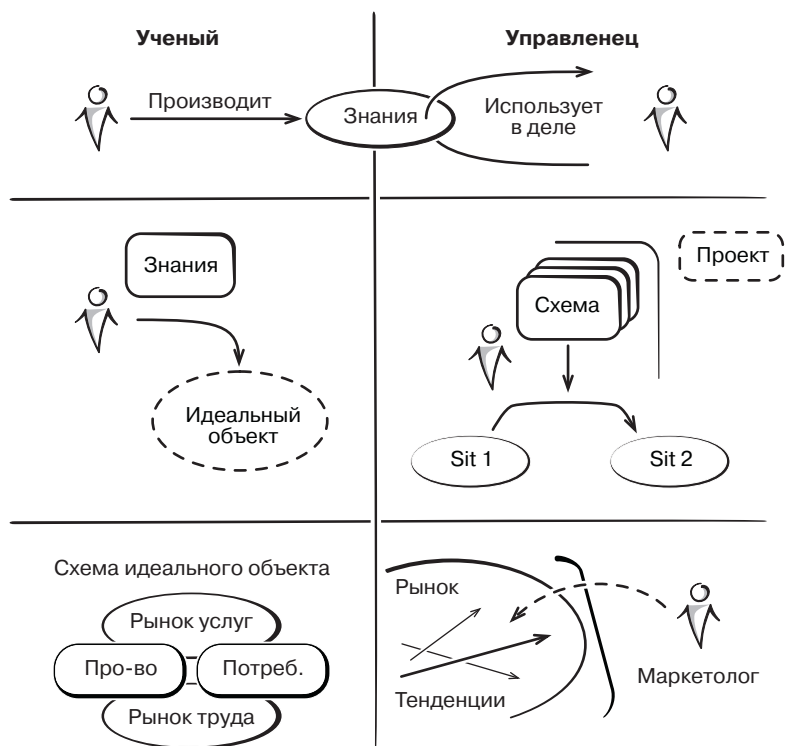 Ученый
Управленец
Производит
Знания
Использует
в деле
Знания
Идеальный
объект
Проект
Схема
Sit 1
Sit 2
Схема идеального объекта
Рынок услуг
Про-во
Потреб.
Рынок труда
Рынок
Тенденции
Маркетолог